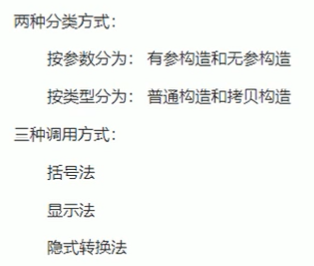 两种分类方式：
按参数分为： 有参构造和无参构造
按类型分为： 普通构造和拷贝构造
三种调用方式：
括号法
显示法
隐式转换法